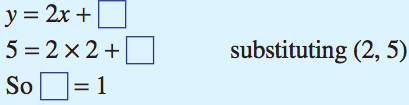 y = 2x + □
5 = 2 × 2 + □ substituting (2, 5)
So □ = 1